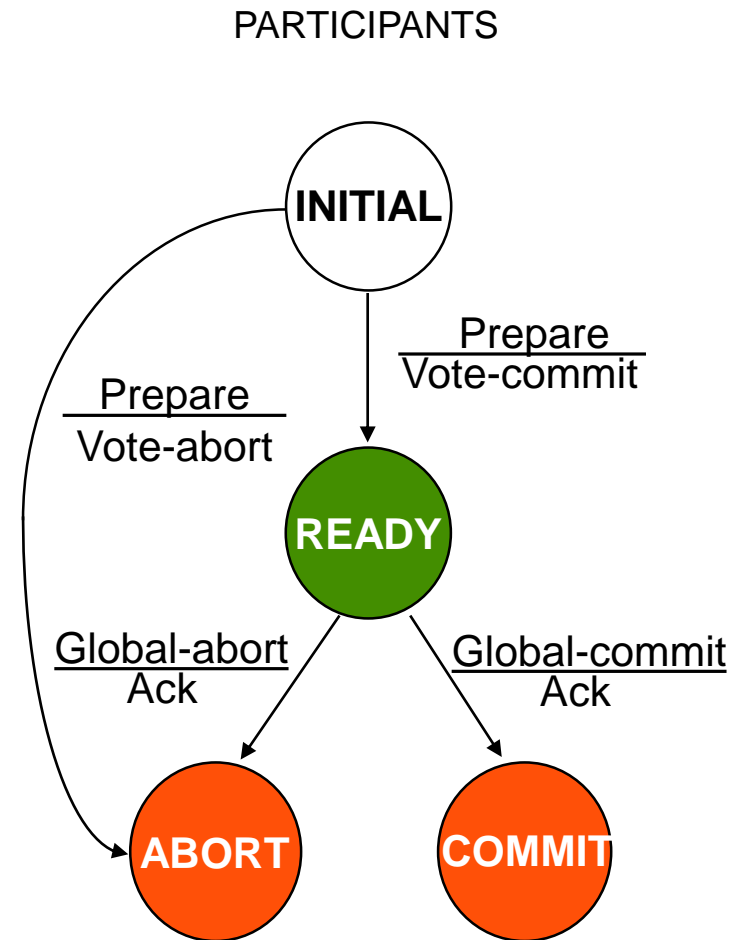 PARTICIPANTS
INITIAL
Prepare
Vote-commit
Prepare
Vote-abort
READY
Global-abort
Ack
Global-commit
Ack
ABORT
COMMIT